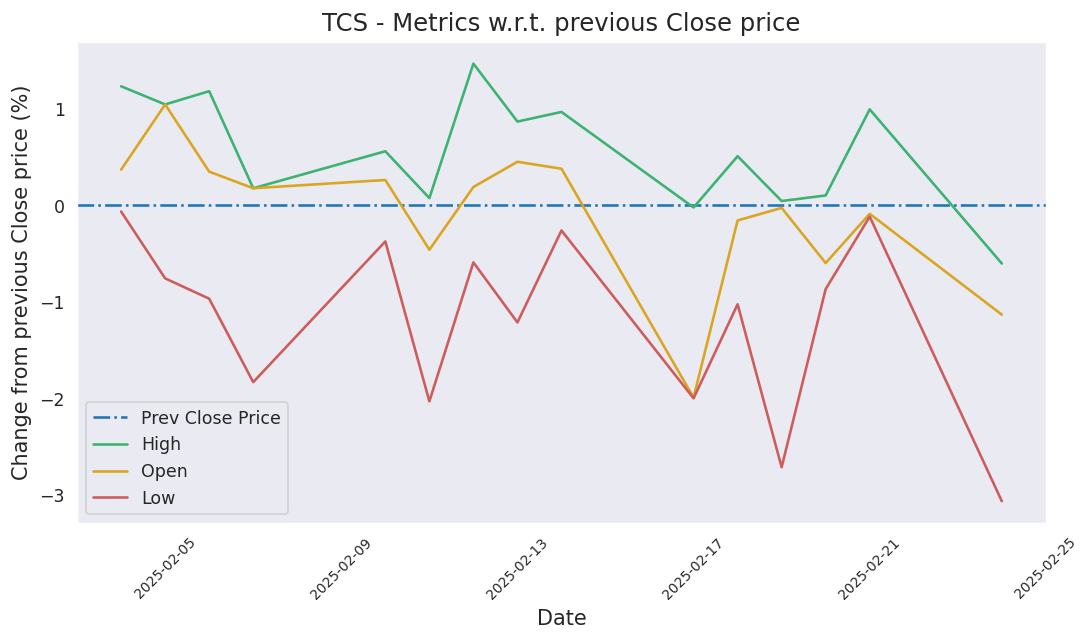 TCS - Metrics w.r.t. previous Close price
Change from previous Close price (%)
1
0
−1
−2
−3
Prev Close Price
High
Open
Low
2025-02-05
2025-02-09
2025-02-13
2025-02-17
2025-02-21
2025-02-25
Date